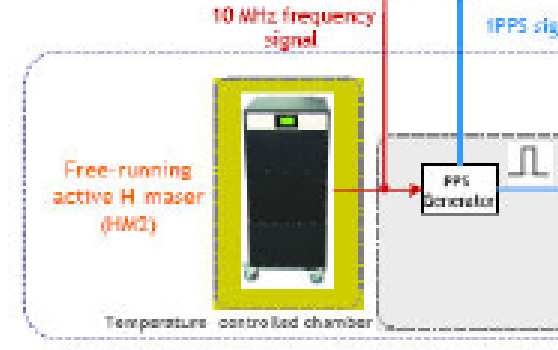 10 MHz frequency
signal
1PPS sig
Free-running
active H maser
(HM2)
PPS
Generator
Temperature controlled chamber